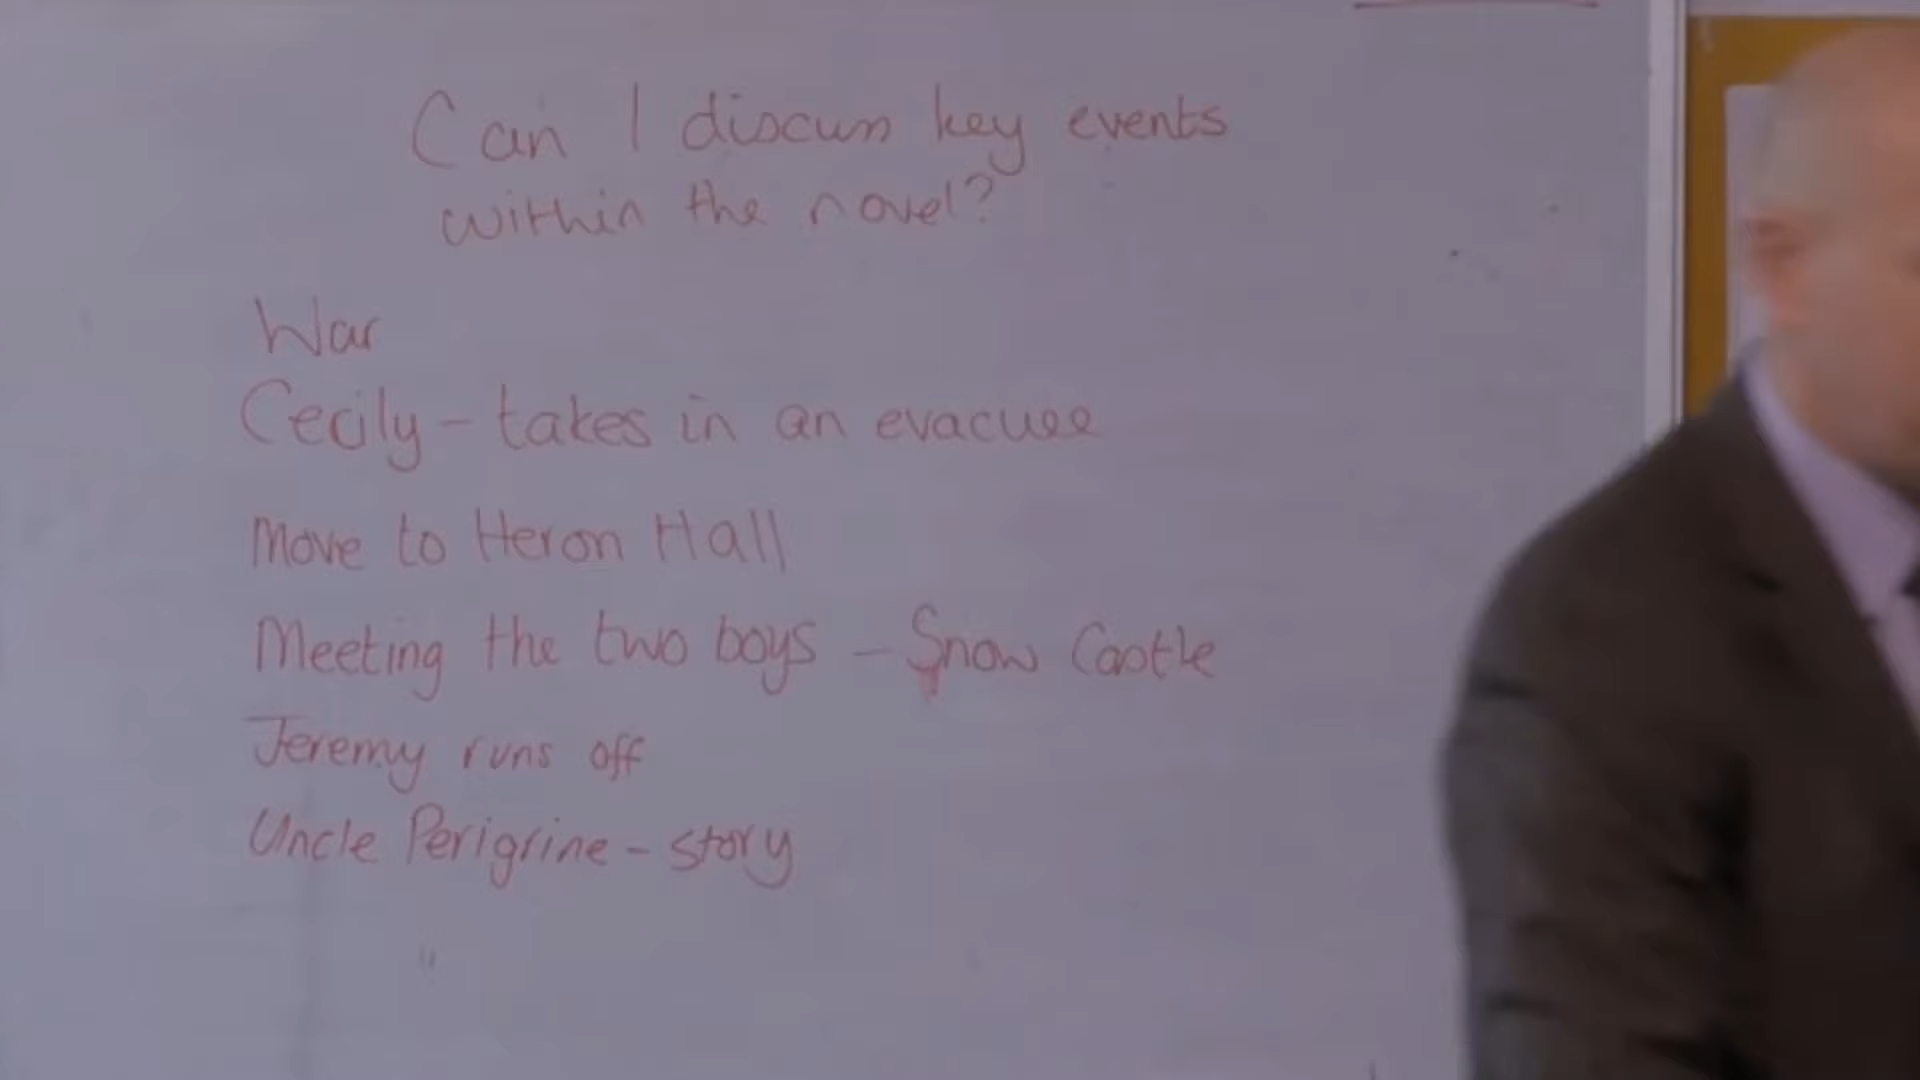 Can I discuss key events
within the novel?
War
Cecily - takes in an evacuee
Move to Heron Hall
Meeting the two boys - Snow Castle
Jeremy runs off
Uncle Perigrine - story